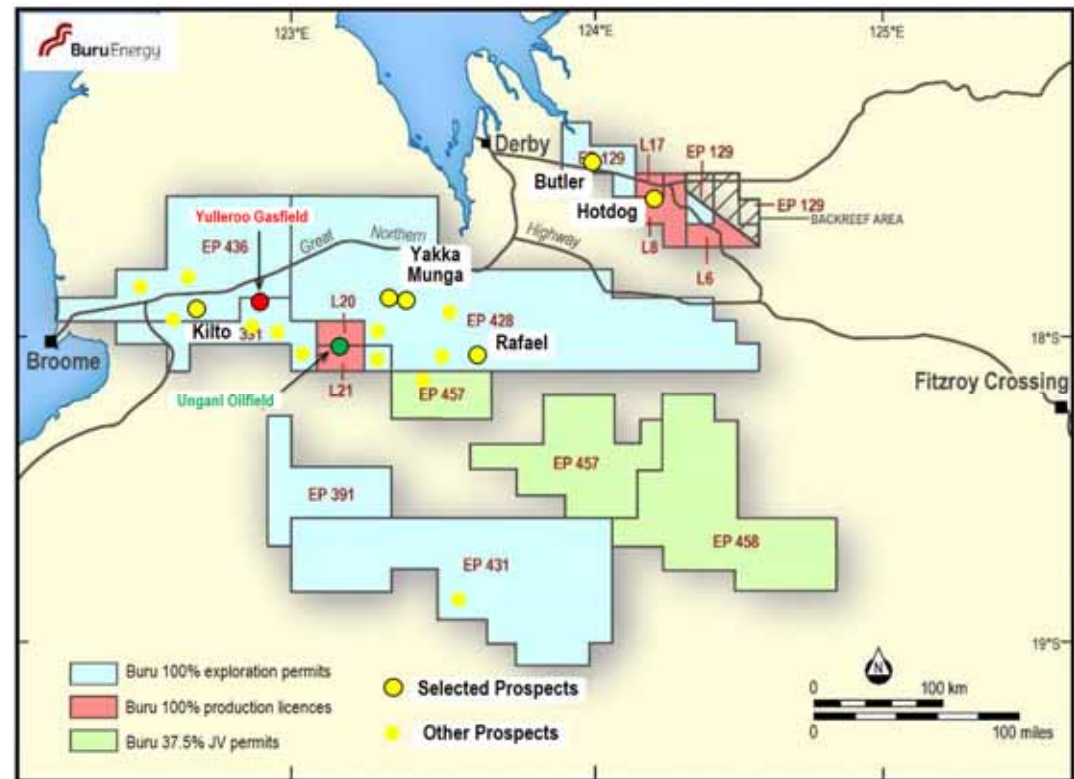 BuruEnergy
123°E
124°E
125°E
Derby
L17
EP 129
EP 129
Butler
EP 129
BACKREEF AREA
Hotdog
L8
L6
Yulleroo Gasfield
EP 436
Great
Northern
Highway
Yakka
Munga
L20
EP 428
18°S
Kilto
391
Rafael
Broome
L21
Ungani Oilfield
EP 457
Fitzroy Crossing
EP 457
EP 391
EP 458
EP 431
19°S
Buru 100% exploration permits
Buru 100% production licences
Buru 37.5% JV permits
Selected Prospects
Other Prospects
N
0 100 km
0 100 miles